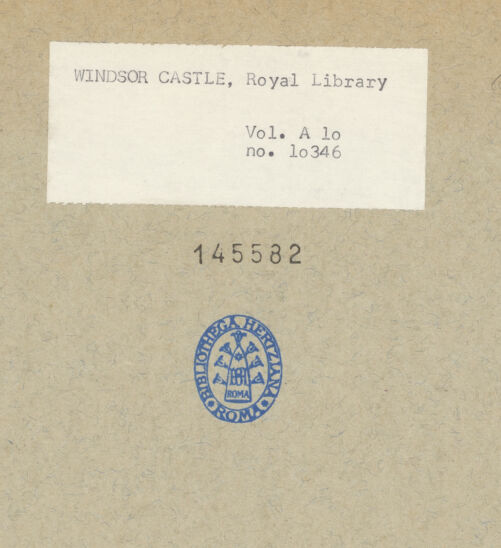 WINDSOR CASTLE, Royal Library
Vol. A lo
no. lo346
145582
BIBLIOTHECA HERTZIANA
ROMA
ROMA